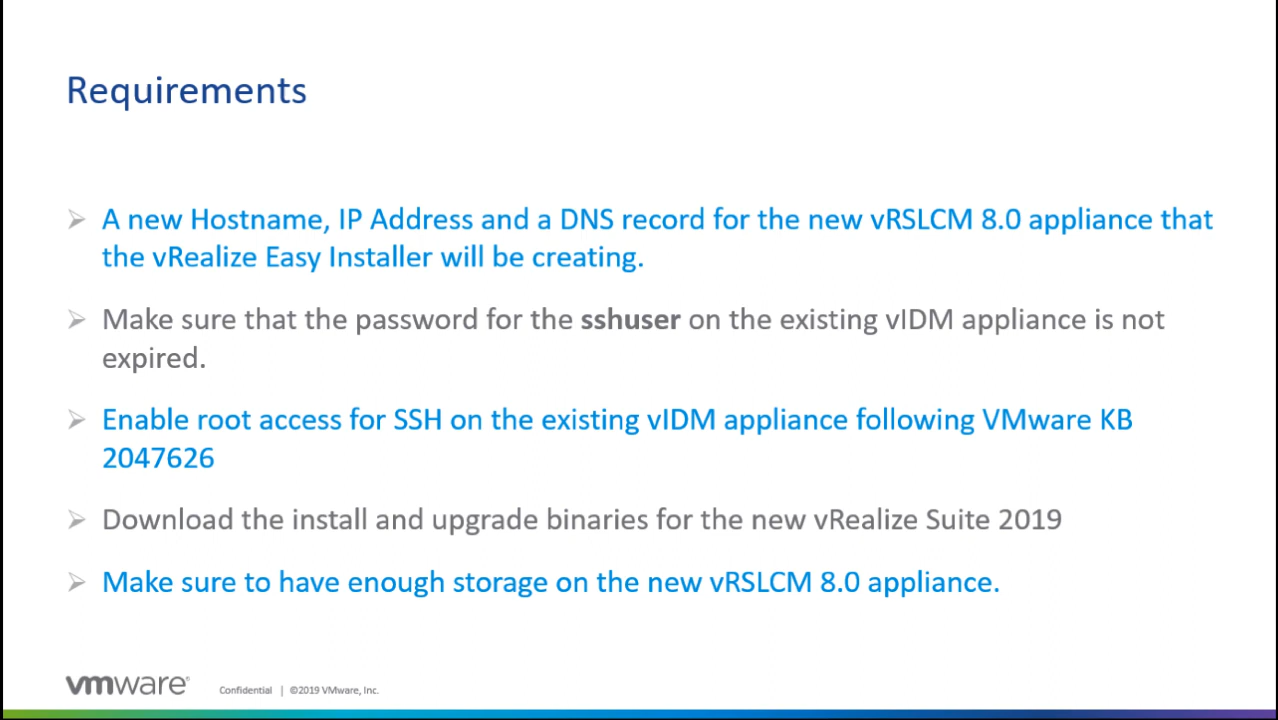 Requirements
A new Hostname, IP Address and a DNS record for the new vRSLCM 8.0 appliance that
the vRealize Easy Installer will be creating.
Make sure that the password for the sshuser on the existing vIDM appliance is not
expired.
Enable root access for SSH on the existing vIDM appliance following VMware KB
2047626
Download the install and upgrade binaries for the new vRealize Suite 2019
Make sure to have enough storage on the new vRSLCM 8.0 appliance.
vmware® Confidential | ©2019 VMware, Inc.